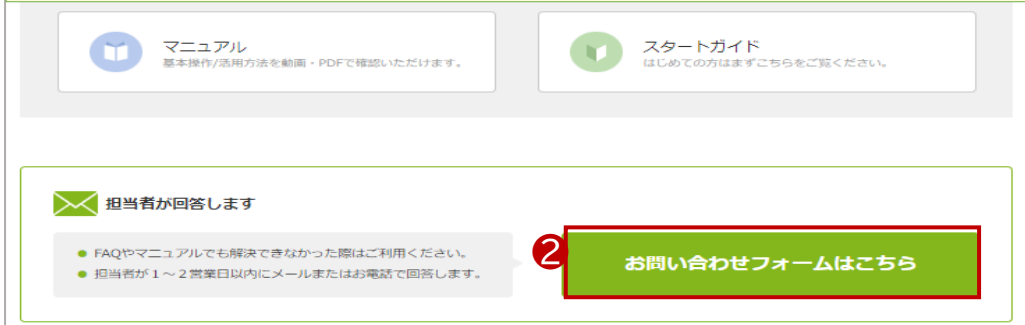 マニュアル
基本操作/活用方法を動画・PDFで確認いただけます。
スタートガイド
はじめての方はまずこちらをご覧ください。
担当者が回答します
FAQやマニュアルでも解決できなかった際はご利用ください。
担当者が1～2営業日以内にメールまたはお電話で回答します。
2
お問い合わせフォームはこちら